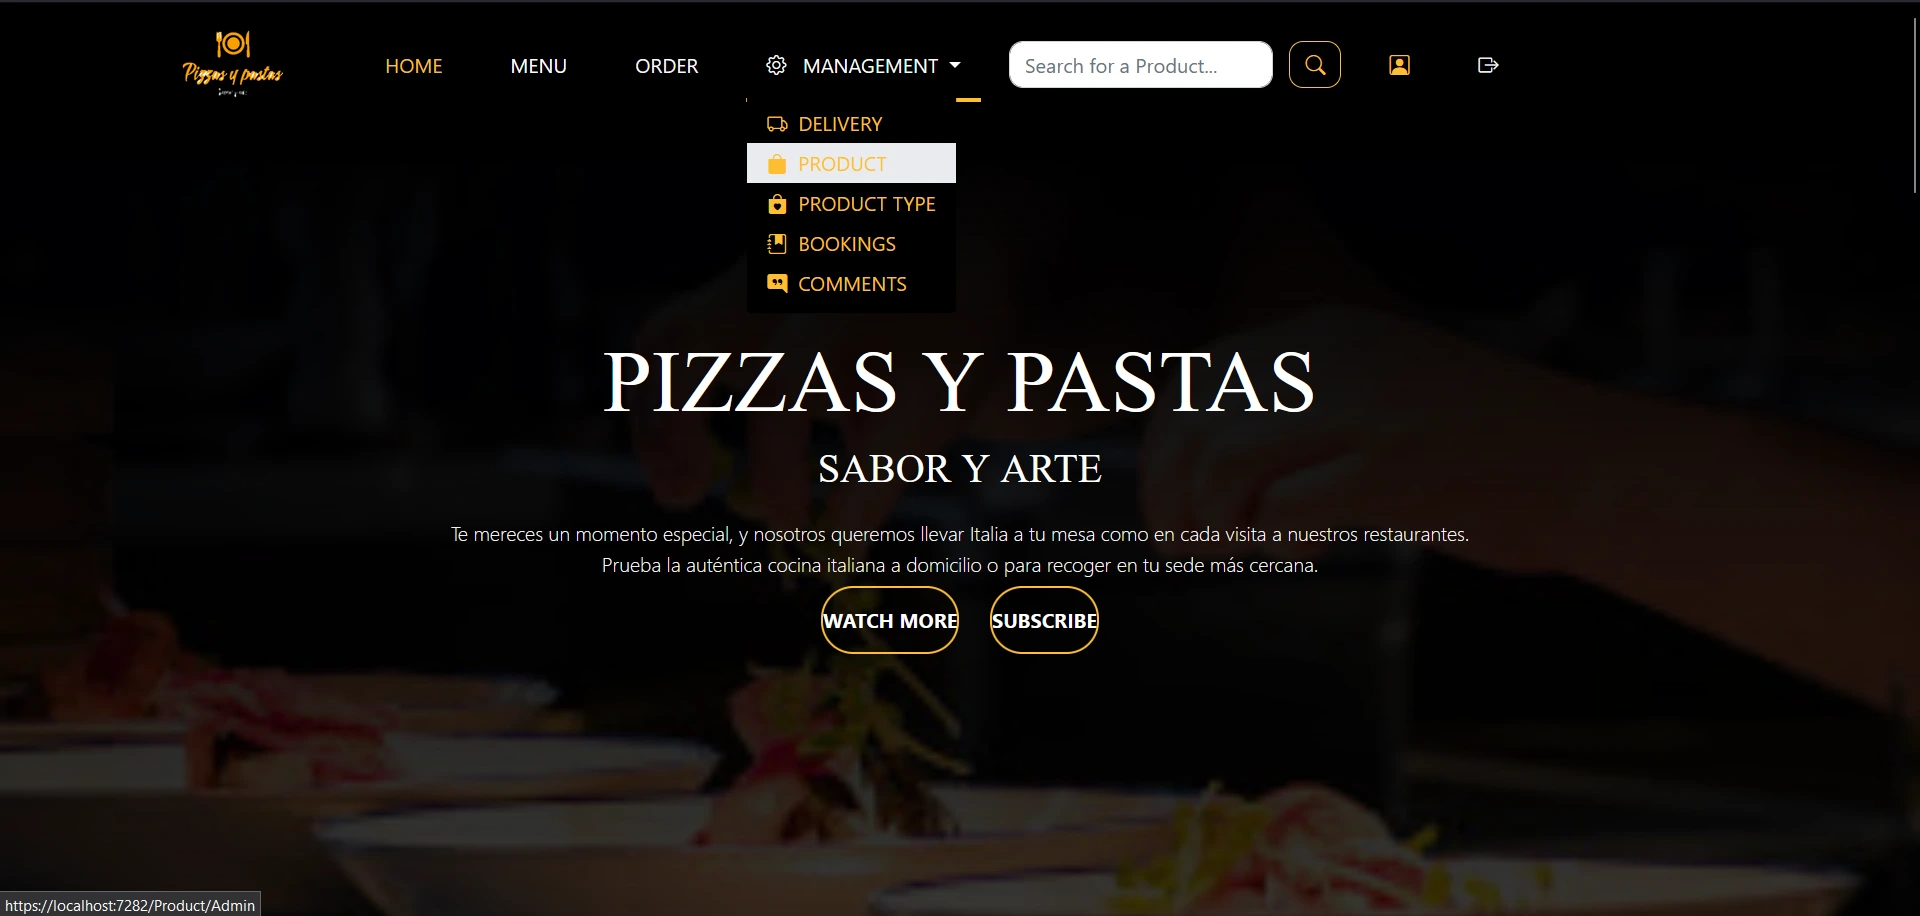 Pizzas y pastas
HOME
MENU
ORDER
MANAGEMENT
Search for a Product...
DELIVERY
PRODUCT
PRODUCT TYPE
BOOKINGS
COMMENTS
PIZZAS Y PASTAS
SABOR Y ARTE
Te mereces un momento especial, y nosotros queremos llevar Italia a tu mesa como en cada visita a nuestros restaurantes.
Prueba la auténtica cocina italiana a domicilio o para recoger en tu sede más cercana.
WATCH MORE
SUBSCRIBE
https://localhost:7282/Product/Admin